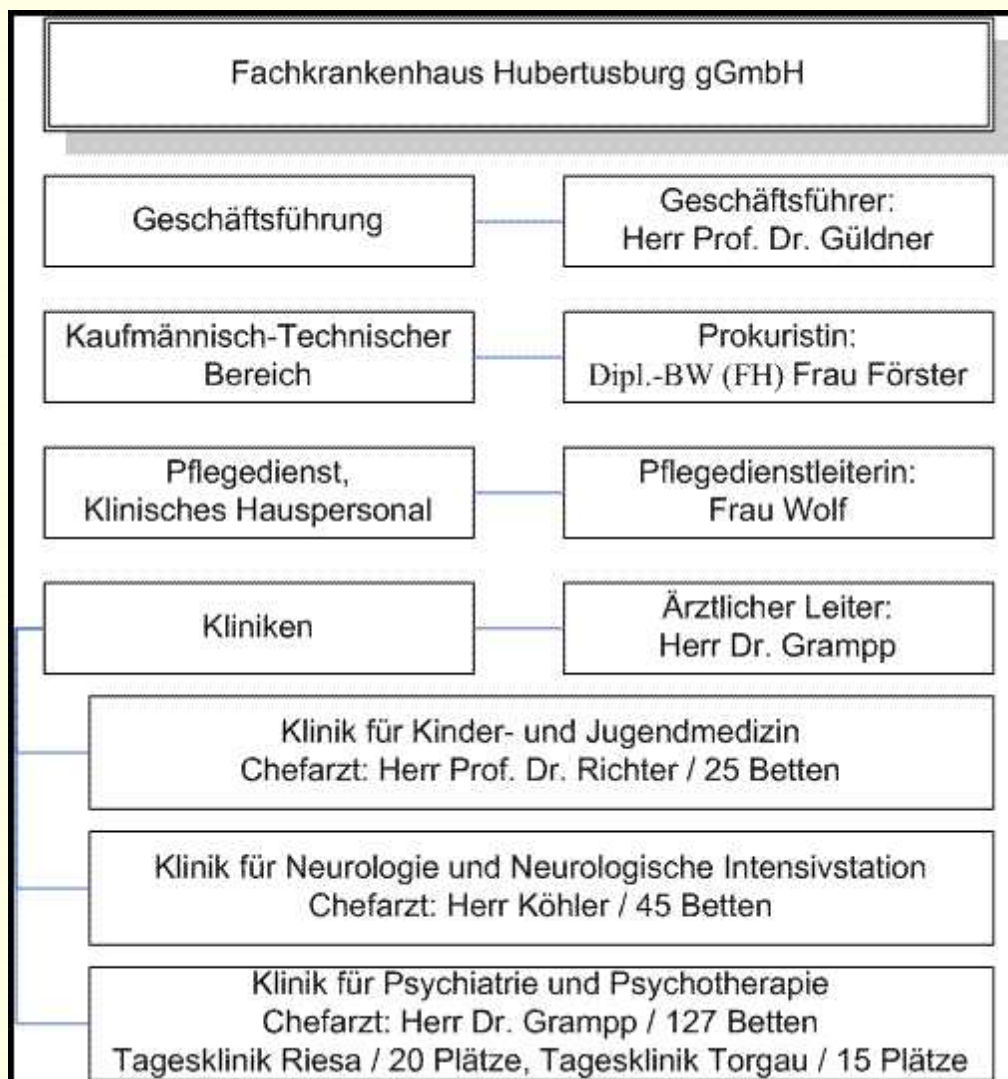 Fachkrankenhaus Hubertusburg gGmbH
Geschäftsführung
Geschäftsführer:
Herr Prof. Dr. Güldner
Kaufmännisch-Technischer
Bereich
Prokuristin:
Dipl.-BW (FH) Frau Förster
Pflegedienst,
Klinisches Hauspersonal
Pflegedienstleiterin:
Frau Wolf
Kliniken
Ärztlicher Leiter:
Herr Dr. Grampp
Klinik für Kinder- und Jugendmedizin
Chefarzt: Herr Prof. Dr. Richter / 25 Betten
Klinik für Neurologie und Neurologische Intensivstation
Chefarzt: Herr Köhler / 45 Betten
Klinik für Psychiatrie und Psychotherapie
Chefarzt: Herr Dr. Grampp / 127 Betten
Tagesklinik Riesa / 20 Plätze, Tagesklinik Torgau / 15 Plätze